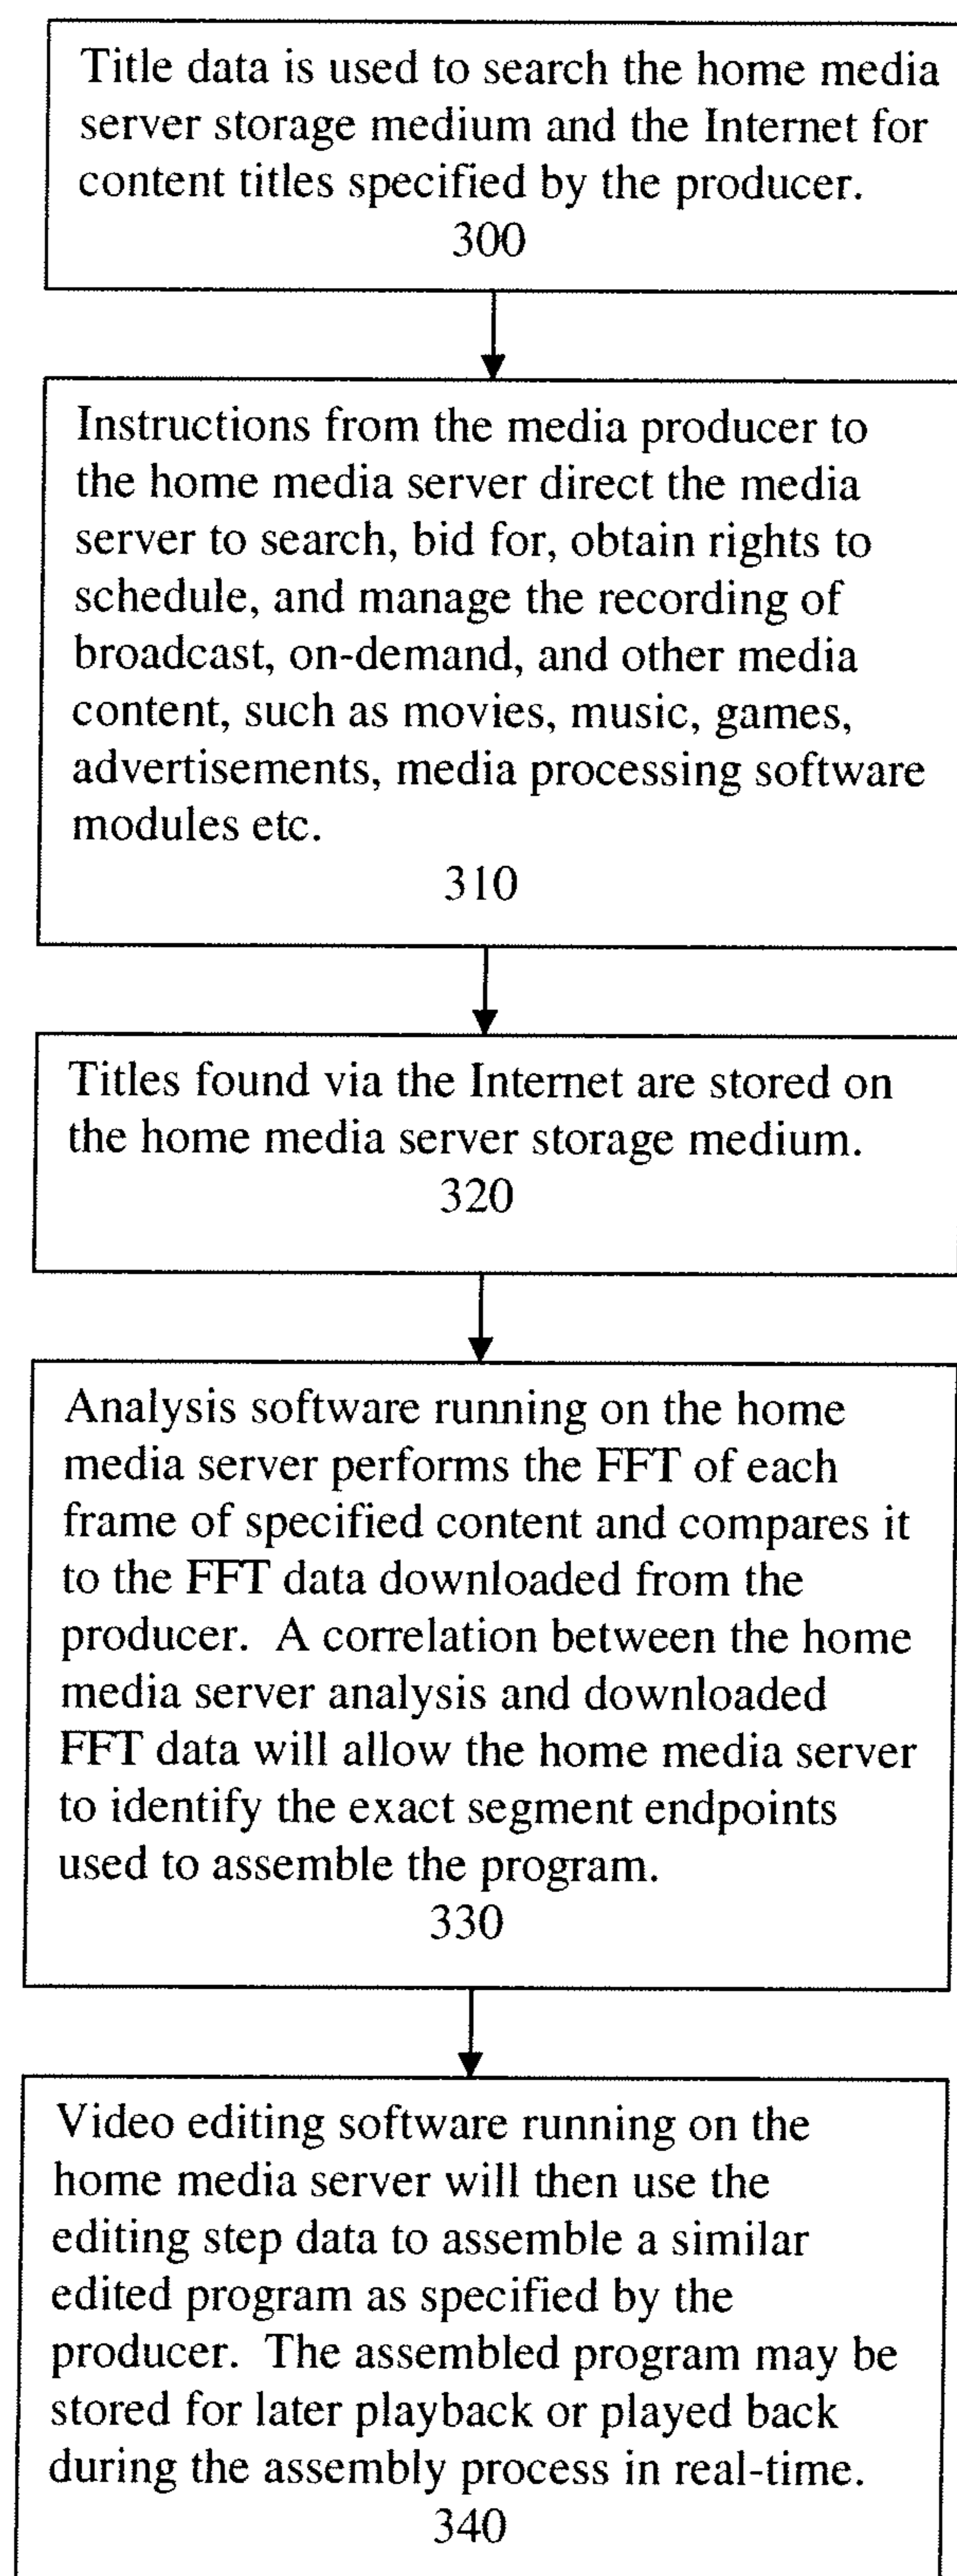 Title data is used to search the home media
server storage medium and the Internet for
content titles specified by the producer.
300
Instructions from the media producer to
the home media server direct the media
server to search, bid for, obtain rights to
schedule, and manage the recording of
broadcast, on-demand, and other media
content, such as movies, music, games,
advertisements, media processing software
modules etc.
310
Titles found via the Internet are stored on
the home media server storage medium.
320
Analysis software running on the home
media server performs the FFT of each
frame of specified content and compares it
to the FFT data downloaded from the
producer.  A correlation between the home
media server analysis and downloaded
FFT data will allow the home media server
to identify the exact segment endpoints
used to assemble the program.
330
Video editing software running on the
home media server will then use the
editing step data to assemble a similar
edited program as specified by the
producer.  The assembled program may be
stored for later playback or played back
during the assembly process in real-time.
340